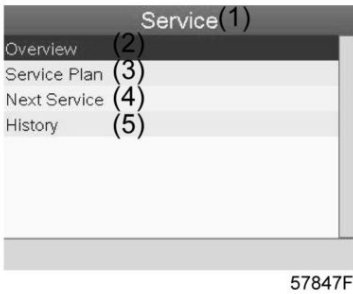 Service(1)
Overview (2)
Service Plan (3)
Next Service (4)
History (5)
57847F